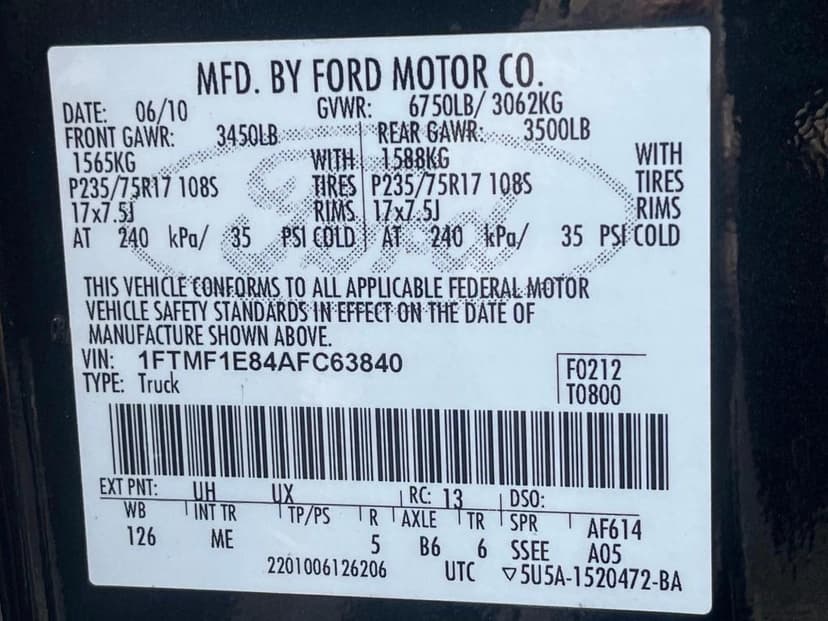 MFD. BY FORD MOTOR CO.
DATE: 06/10 GVWR: 6750LB/ 3062KG
FRONT GAWR: 3450LB REAR GAWR: 3500LB
1565KG WITH 1588KG WITH
P235/75R17 108S TIRES P235/75R17 108S TIRES
17x7.5J RIMS 17x7.5J RIMS
AT 240 kPa/ 35 PSI COLD AT 240 kPa/ 35 PSI COLD
Ford
THIS VEHICLE CONFORMS TO ALL APPLICABLE FEDERAL MOTOR
VEHICLE SAFETY STANDARDS IN EFFECT ON THE DATE OF
MANUFACTURE SHOWN ABOVE.
VIN: 1FTMF1E84AFC63840 F0212
TYPE: Truck T0800
EXT PNT: UH UX RC: 13 DSO:
WB INT TR TP/PS R AXLE TR SPR AF614
126 ME 5 B6 6 SSEE A05
2201006126206 UTC ▽5U5A-1520472-BA